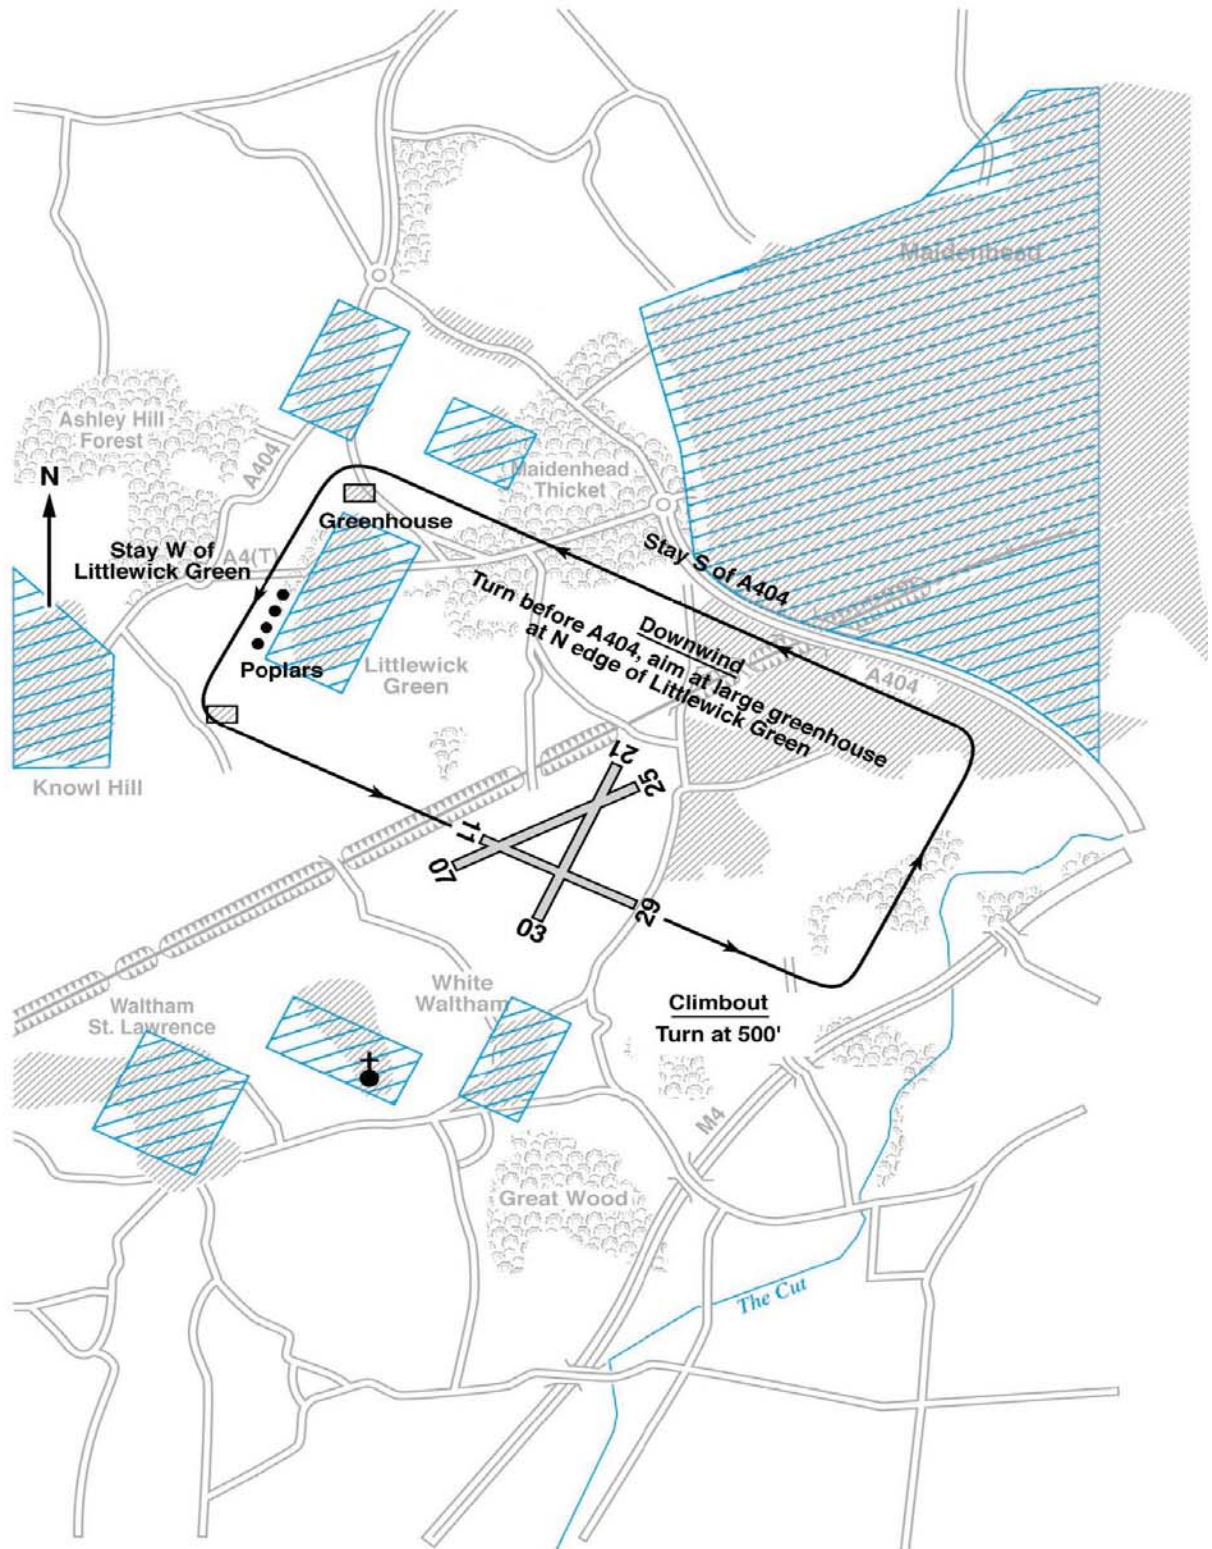 Maidenhead
Ashley Hill
Forest
A404
N
Maidenhead
Thicket
Greenhouse
Stay W of
Littlewick Green
A4(T)
Stay S of A404
Downwind
Turn before A404, aim at large greenhouse
at N edge of Littlewick Green
Poplars
Littlewick
Green
A404
Knowl Hill
21
25
11
07
03
29
White
Waltham
Waltham
St. Lawrence
Climbout
Turn at 500'
M4
Great Wood
The Cut